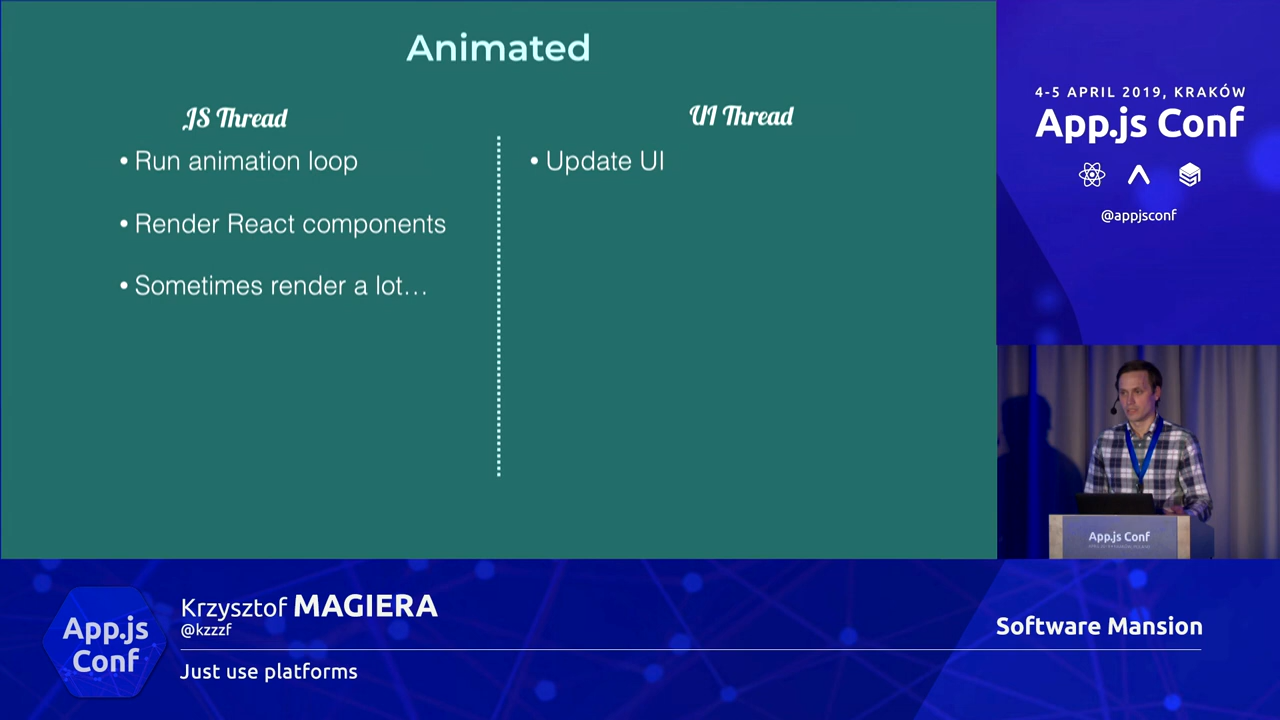 Animated
JS Thread
• Run animation loop
• Render React components
• Sometimes render a lot…
UI Thread
• Update UI
4-5 APRIL 2019, KRAKÓW
App.js Conf
@appjsconf
App.js Conf
App.js
Conf
Krzysztof MAGIERA
@kzzzf
Just use platforms
Software Mansion